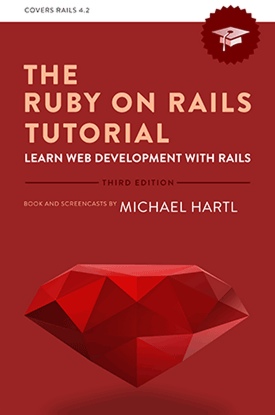 COVERS RAILS 4.2
THE
RUBY ON RAILS
TUTORIAL
LEARN WEB DEVELOPMENT WITH RAILS
THIRD EDITION
BOOK AND SCREENCASTS BY MICHAEL HARTL